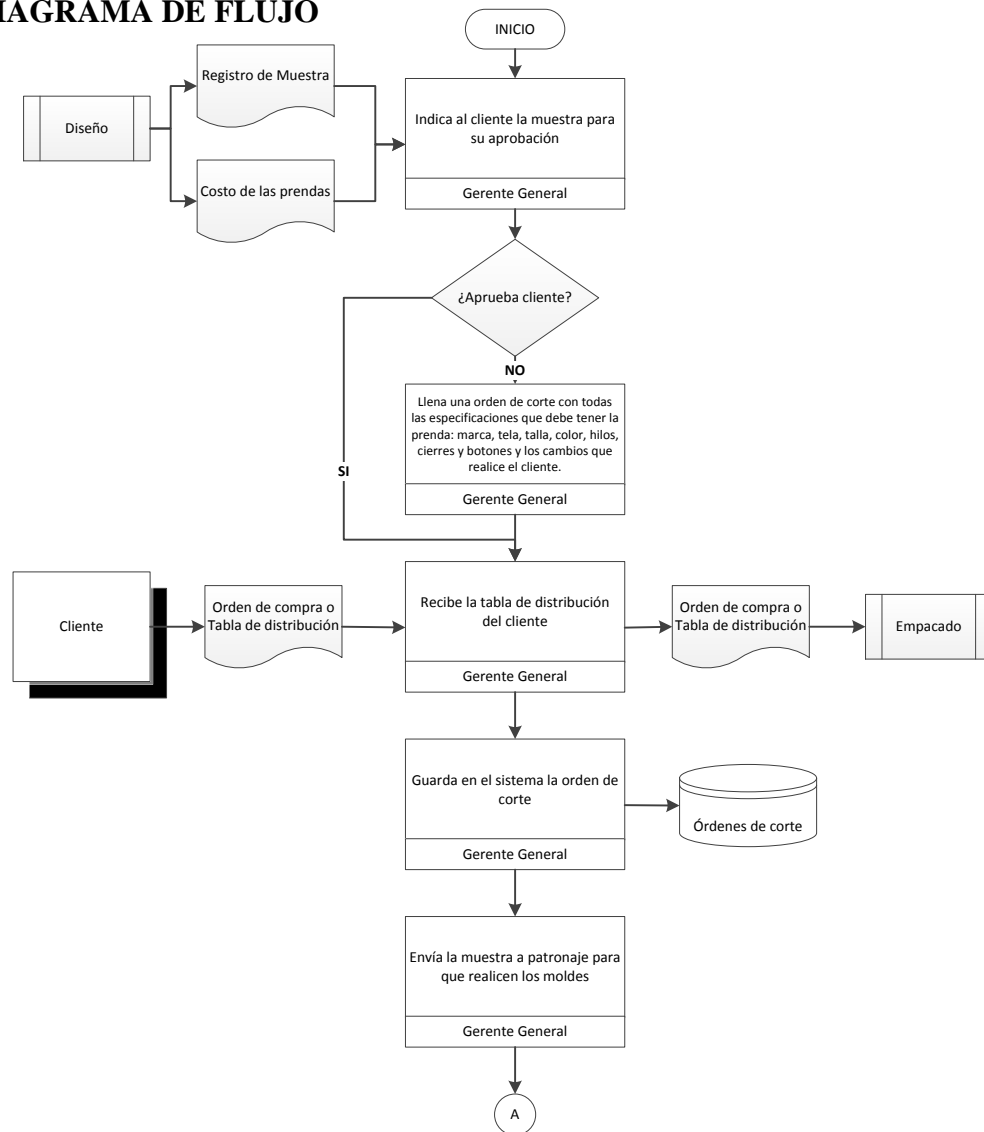 IAGRAMA DE FLUJO
INICIO
Registro de Muestra
Diseño
Costo de las prendas
Indica al cliente la muestra para
su aprobación
Gerente General
¿Aprueba cliente?
NO
Llena una orden de corte con todas
las especificaciones que debe tener la
prenda: marca, tela, talla, color, hilos,
cierres y botones y los cambios que
realice el cliente.
Gerente General
SI
Cliente
Orden de compra o
Tabla de distribución
Recibe la tabla de distribución
del cliente
Gerente General
Orden de compra o
Tabla de distribución
Empacado
Guarda en el sistema la orden de
corte
Gerente General
Órdenes de corte
Envía la muestra a patronaje para
que realicen los moldes
Gerente General
A